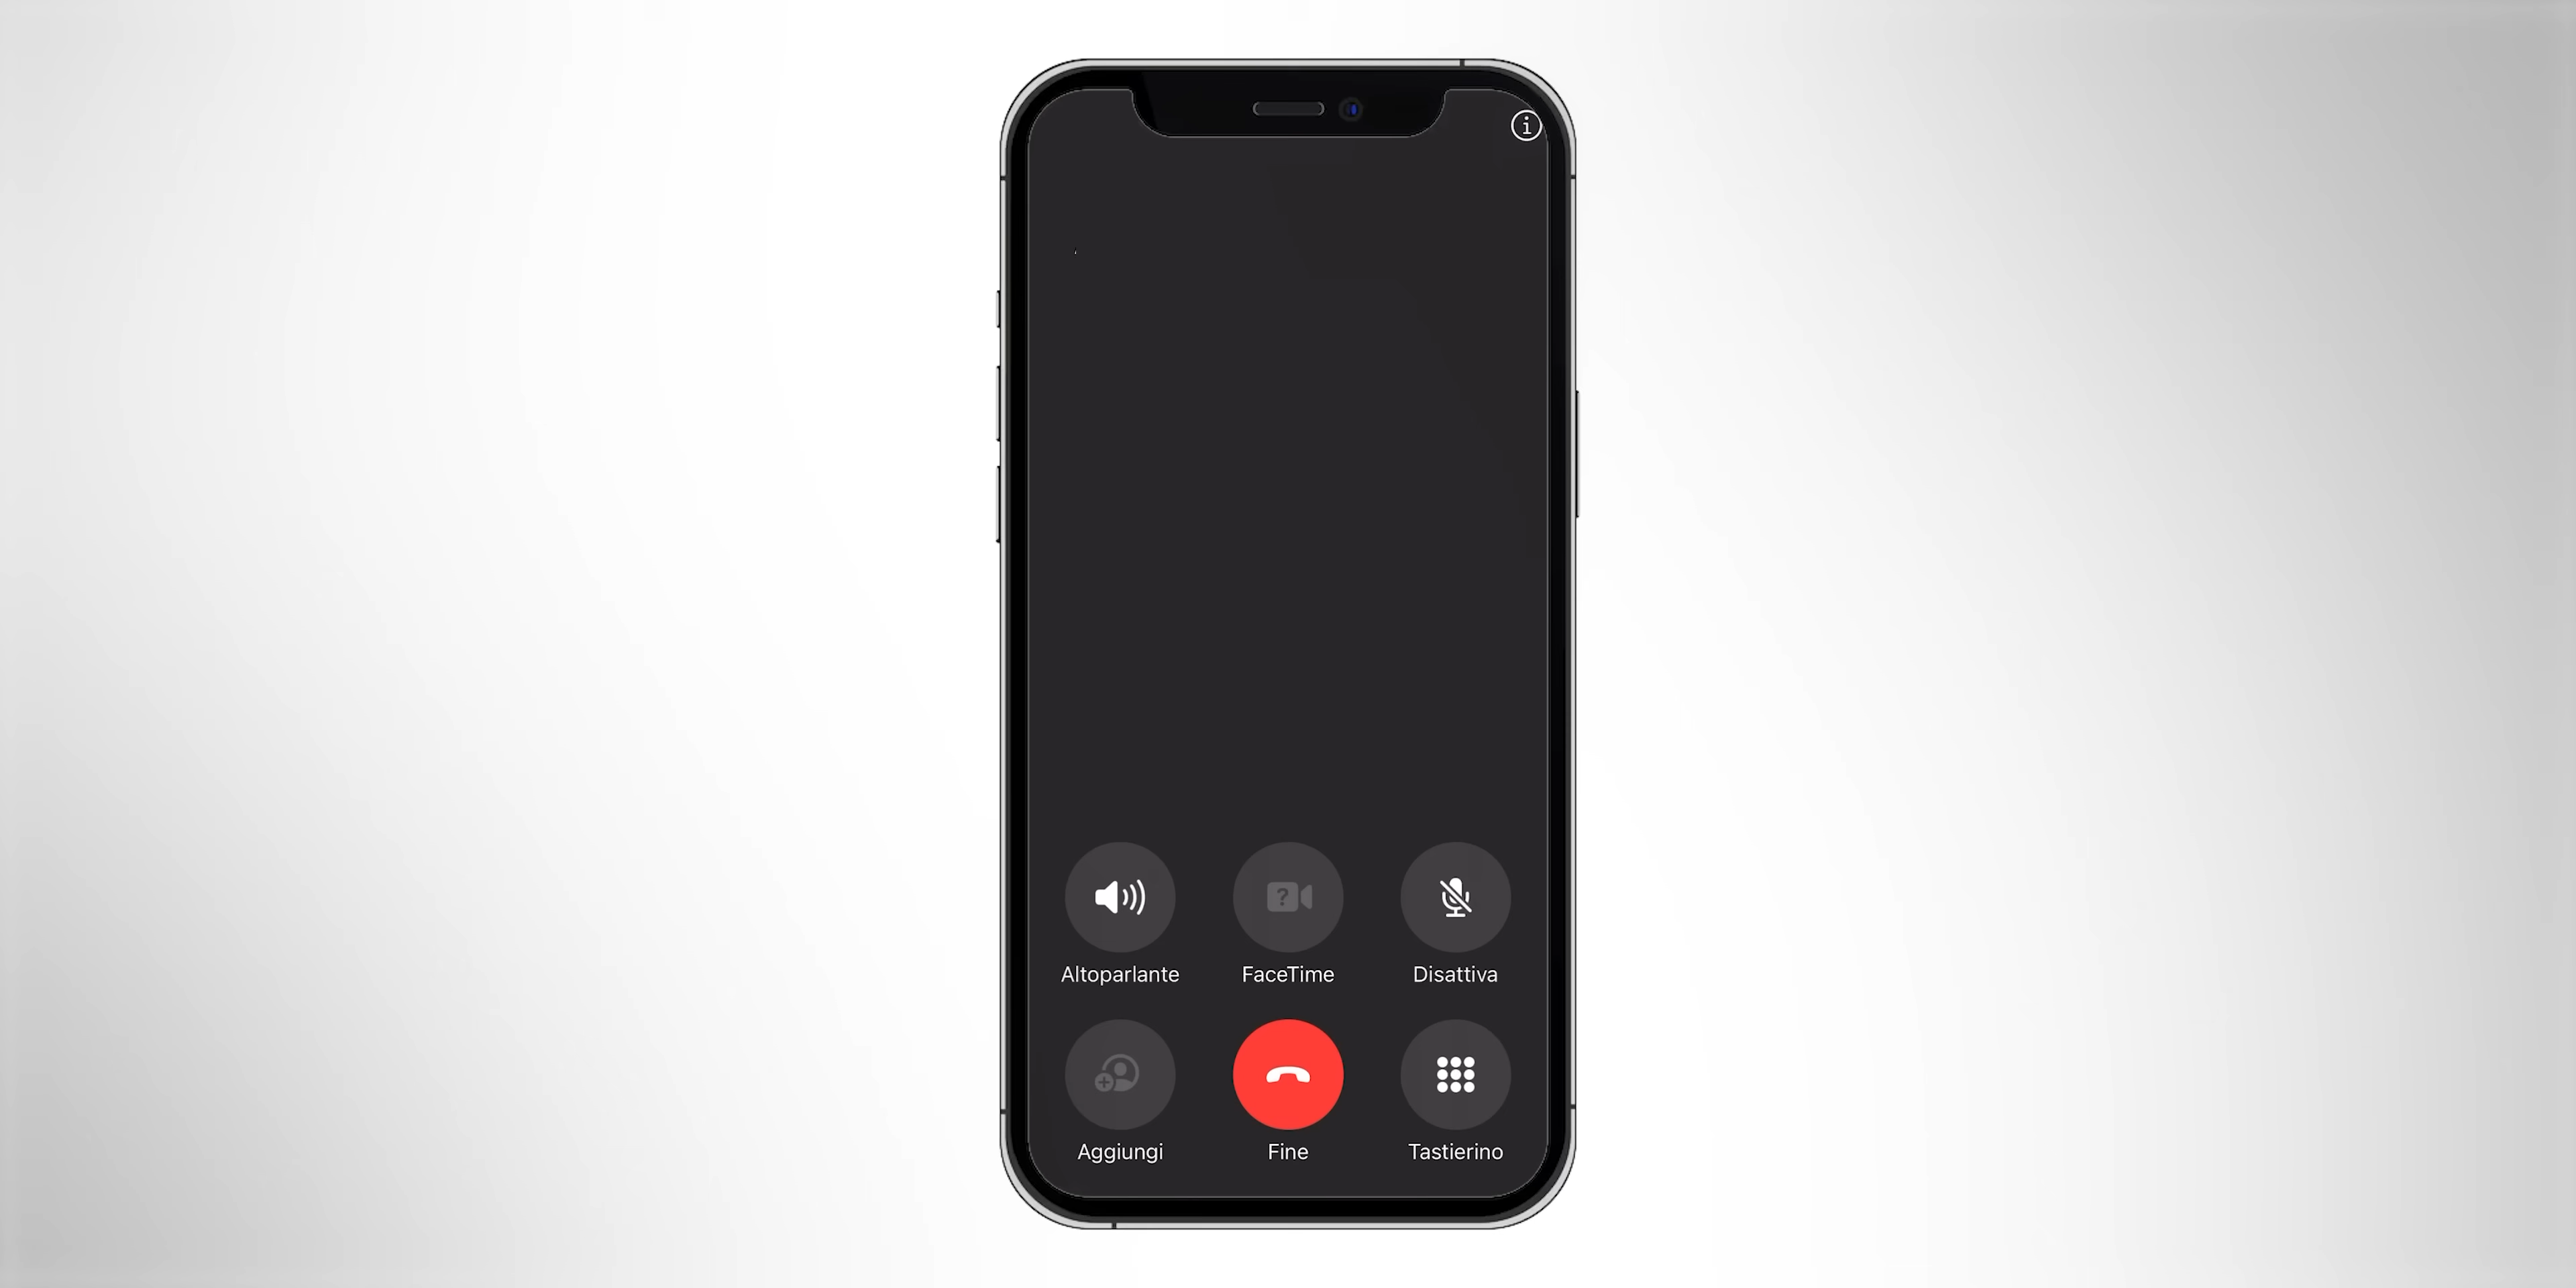 Altoparlante
FaceTime
Disattiva
Aggiungi
Fine
Tastierino